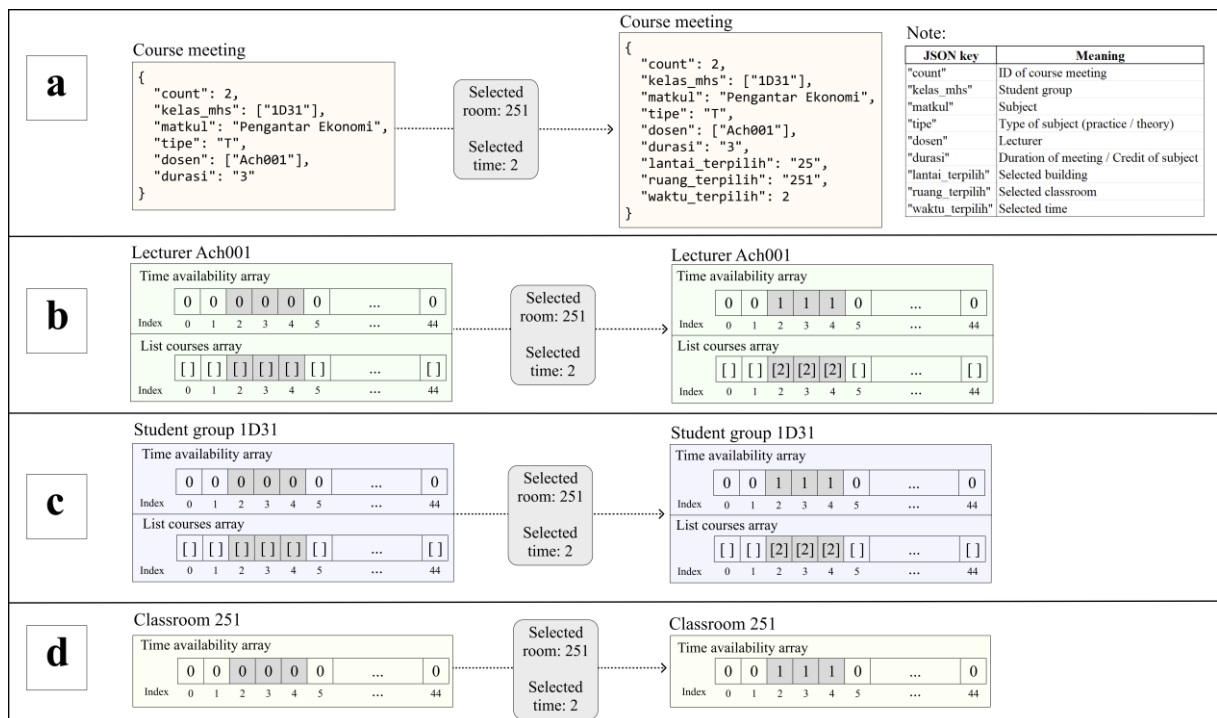 a
Course meeting
{
"count": 2,
"kelas_mhs": ["1D31"],
"matkul": "Pengantar Ekonomi",
"tipe": "T",
"dosen": ["Ach001"],
"durasi": "3"
}
Selected
room: 251
Selected
time: 2
Course meeting
{
"count": 2,
"kelas_mhs": ["1D31"],
"matkul": "Pengantar Ekonomi",
"tipe": "T",
"dosen": ["Ach001"],
"durasi": "3",
"lantai_terpilih": "25",
"ruang_terpilih": "251",
"waktu_terpilih": 2
}
Note:
JSON key Meaning
"count" ID of course meeting
"kelas_mhs" Student group
"matkul" Subject
"tipe" Type of subject (practice / theory)
"dosen" Lecturer
"durasi" Duration of meeting / Credit of subject
"lantai_terpilih" Selected building
"ruang_terpilih" Selected classroom
"waktu_terpilih" Selected time
b
Lecturer Ach001
Time availability array
0 0 0 0 0 0 ... 0
Index 0 1 2 3 4 5 ... 44
List courses array
[ ] [ ] [ ] [ ] [ ] [ ] ... [ ]
Index 0 1 2 3 4 5 ... 44
Selected
room: 251
Selected
time: 2
Lecturer Ach001
Time availability array
0 0 1 1 1 0 ... 0
Index 0 1 2 3 4 5 ... 44
List courses array
[ ] [ ] [2] [2] [2] [ ] ... [ ]
Index 0 1 2 3 4 5 ... 44
c
Student group 1D31
Time availability array
0 0 0 0 0 0 ... 0
Index 0 1 2 3 4 5 ... 44
List courses array
[ ] [ ] [ ] [ ] [ ] [ ] ... [ ]
Index 0 1 2 3 4 5 ... 44
Selected
room: 251
Selected
time: 2
Student group 1D31
Time availability array
0 0 1 1 1 0 ... 0
Index 0 1 2 3 4 5 ... 44
List courses array
[ ] [ ] [2] [2] [2] [ ] ... [ ]
Index 0 1 2 3 4 5 ... 44
d
Classroom 251
Time availability array
0 0 0 0 0 0 ... 0
Index 0 1 2 3 4 5 ... 44
Selected
room: 251
Selected
time: 2
Classroom 251
Time availability array
0 0 1 1 1 0 ... 0
Index 0 1 2 3 4 5 ... 44